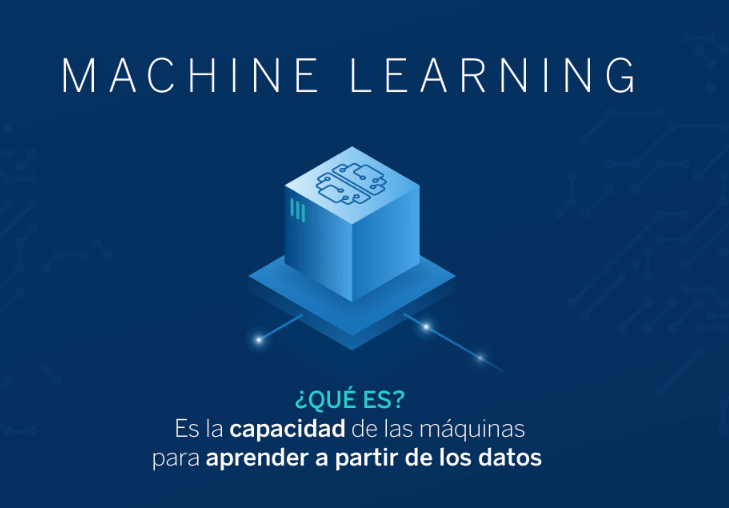 MACHINE LEARNING
¿QUÉ ES?
Es la capacidad de las máquinas
para aprender a partir de los datos